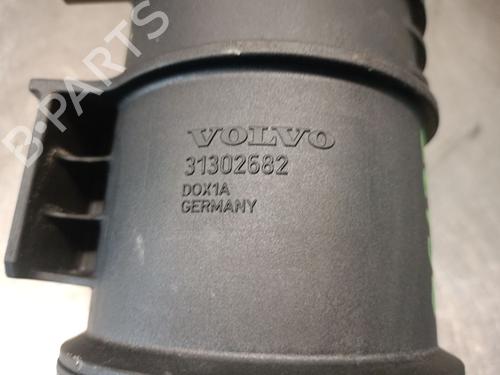 B-PARTS
VOLVO
31302682
DOX1A
GERMANY